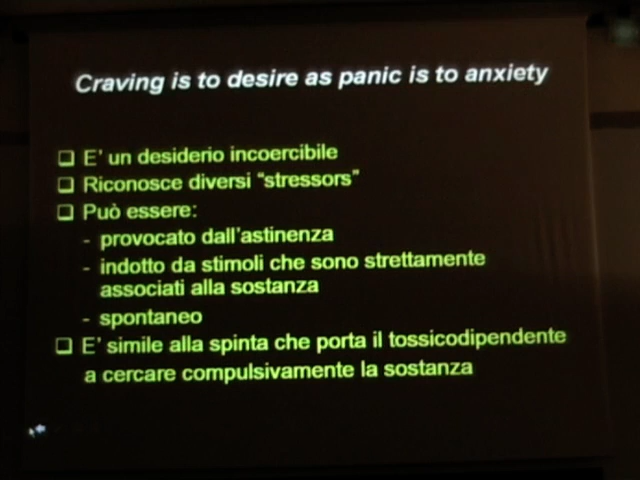 Craving is to desire as panic is to anxiety
❑ E' un desiderio incoercibile
❑ Riconosce diversi “stressors”
❑ Può essere:
- provocato dall'astinenza
- indotto da stimoli che sono strettamente
associati alla sostanza
- spontaneo
❑ E' simile alla spinta che porta il tossicodipendente
a cercare compulsivamente la sostanza